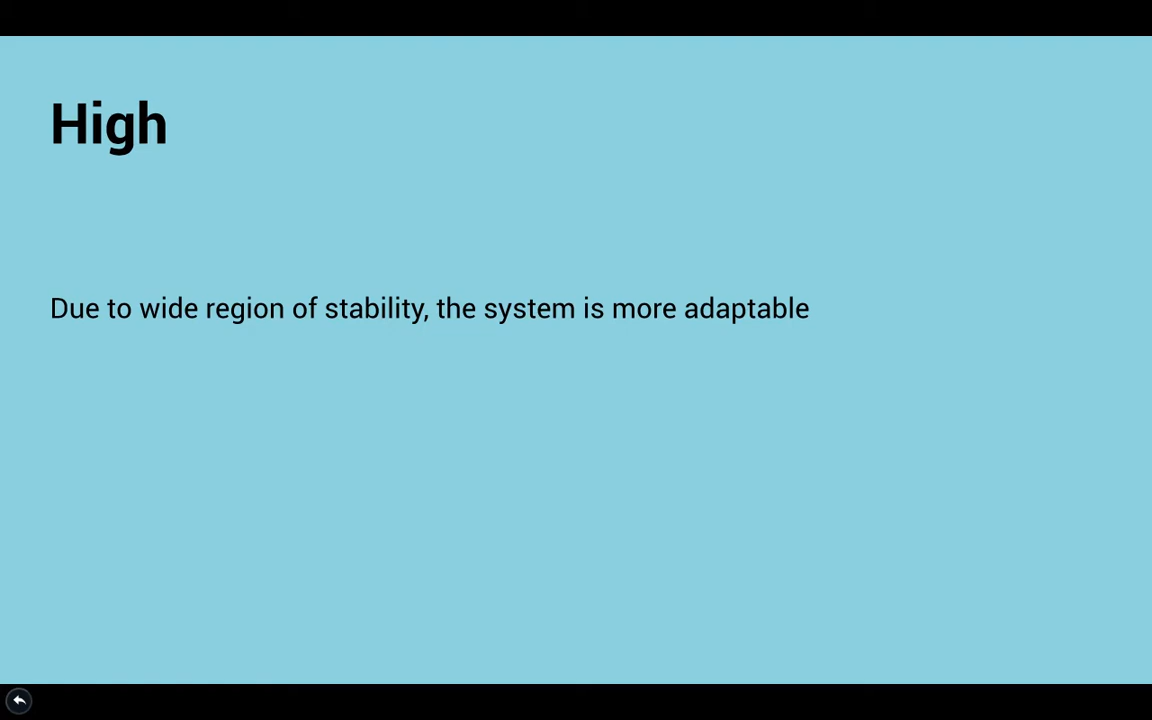 High
Due to wide region of stability, the system is more adaptable